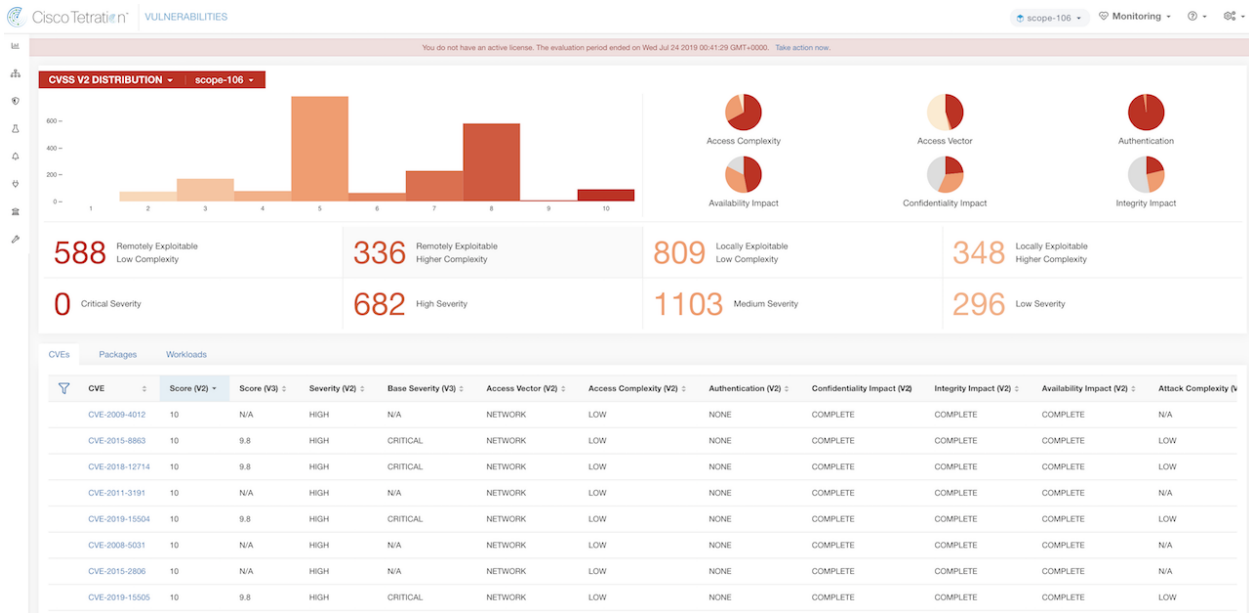 Cisco Tetration™ VULNERABILITIES scope-106 Monitoring
You do not have an active license. The evaluation period ended on Wed Jul 24 2019 00:41:29 GMT+0000. Take action now.
CVSS V2 DISTRIBUTION scope-106
600
400
200
0
1 2 3 4 5 6 7 8 9 10
Access Complexity Access Vector Authentication
Availability Impact Confidentiality Impact Integrity Impact
588 Remotely Exploitable Low Complexity
336 Remotely Exploitable Higher Complexity
809 Locally Exploitable Low Complexity
348 Locally Exploitable Higher Complexity
0 Critical Severity
682 High Severity
1103 Medium Severity
296 Low Severity
CVEs Packages Workloads
CVE Score (V2) Score (V3) Severity (V2) Base Severity (V3) Access Vector (V2) Access Complexity (V2) Authentication (V2) Confidentiality Impact (V2) Integrity Impact (V2) Availability Impact (V2) Attack Complexity (V
CVE-2009-4012 10 N/A HIGH N/A NETWORK LOW NONE COMPLETE COMPLETE COMPLETE N/A
CVE-2015-8863 10 9.8 HIGH CRITICAL NETWORK LOW NONE COMPLETE COMPLETE COMPLETE LOW
CVE-2018-12714 10 9.8 HIGH CRITICAL NETWORK LOW NONE COMPLETE COMPLETE COMPLETE LOW
CVE-2011-3191 10 N/A HIGH N/A NETWORK LOW NONE COMPLETE COMPLETE COMPLETE N/A
CVE-2019-15504 10 9.8 HIGH CRITICAL NETWORK LOW NONE COMPLETE COMPLETE COMPLETE LOW
CVE-2008-5031 10 N/A HIGH N/A NETWORK LOW NONE COMPLETE COMPLETE COMPLETE N/A
CVE-2015-2806 10 N/A HIGH N/A NETWORK LOW NONE COMPLETE COMPLETE COMPLETE N/A
CVE-2019-15505 10 9.8 HIGH CRITICAL NETWORK LOW NONE COMPLETE COMPLETE COMPLETE LOW